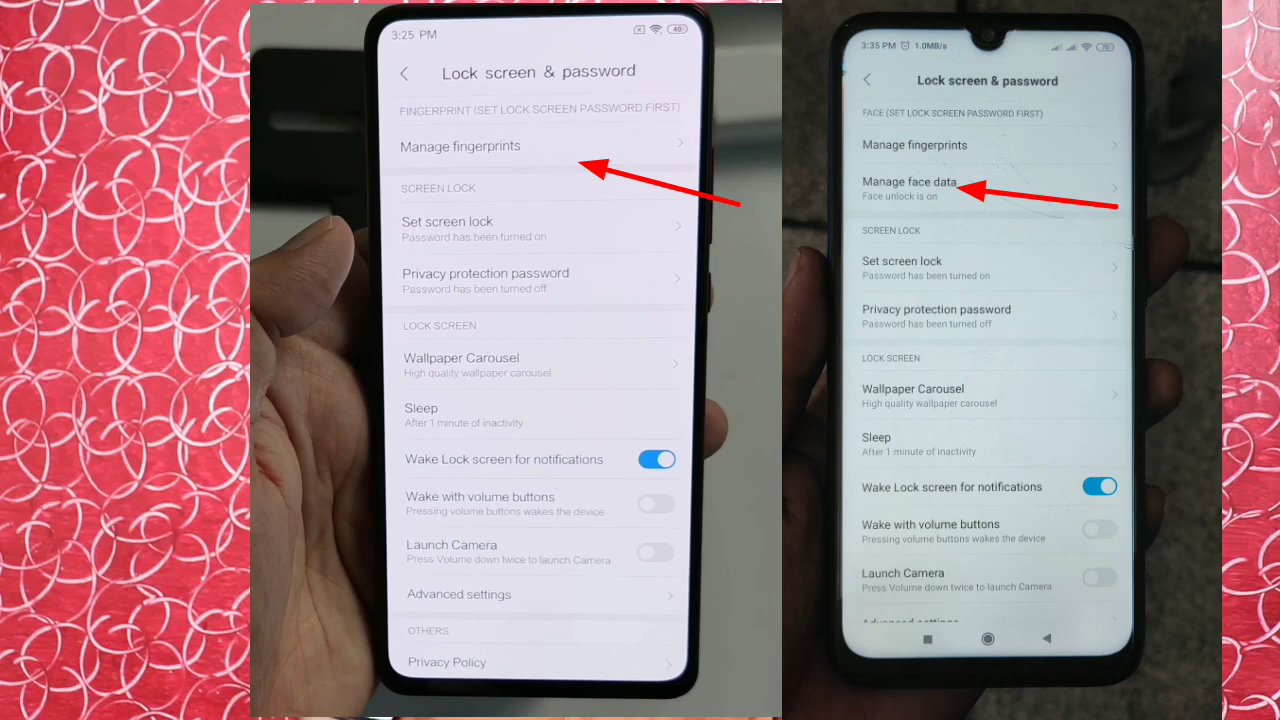 3:25 PM
40
Lock screen & password
FINGERPRINT (SET LOCK SCREEN PASSWORD FIRST)
Manage fingerprints
SCREEN LOCK
Set screen lock
Password has been turned on
Privacy protection password
Password has been turned off
LOCK SCREEN
Wallpaper Carousel
High quality wallpaper carousel
Sleep
After 1 minute of inactivity
Wake Lock screen for notifications
Wake with volume buttons
Pressing volume buttons wakes the device
Launch Camera
Press Volume down twice to launch Camera
Advanced settings
OTHERS
Privacy Policy
3:35 PM 1.0MB/s
Lock screen & password
FACE (SET LOCK SCREEN PASSWORD FIRST)
Manage fingerprints
Manage face data
Face unlock is on
SCREEN LOCK
Set screen lock
Password has been turned on
Privacy protection password
Password has been turned off
LOCK SCREEN
Wallpaper Carousel
High quality wallpaper carousel
Sleep
After 1 minute of inactivity
Wake Lock screen for notifications
Wake with volume buttons
Pressing volume buttons wakes the device
Launch Camera
Press Volume down twice to launch Camera
Advanced settings